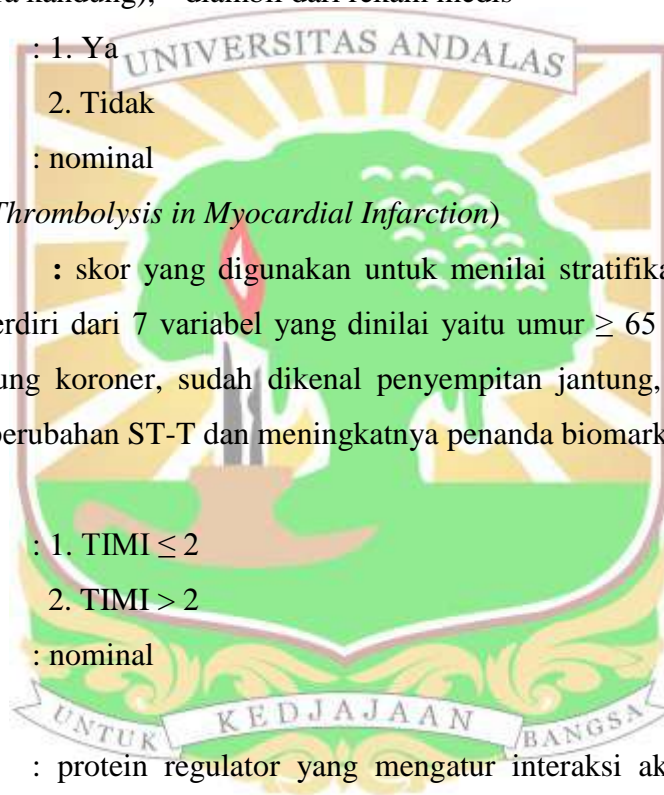 a kandung), diambil dari rekam medis
: 1. Ya
UNIVERSITAS ANDALAS
2. Tidak
: nominal
Thrombolysis in Myocardial Infarction)
: skor yang digunakan untuk menilai stratifika
erdiri dari 7 variabel yang dinilai yaitu umur ≥ 65
ung koroner, sudah dikenal penyempitan jantung,
perubahan ST-T dan meningkatnya penanda biomark
: 1. TIMI ≤ 2
2. TIMI > 2
: nominal
UNTUK KEDJAJAAN BANGSA
: protein regulator yang mengatur interaksi ak